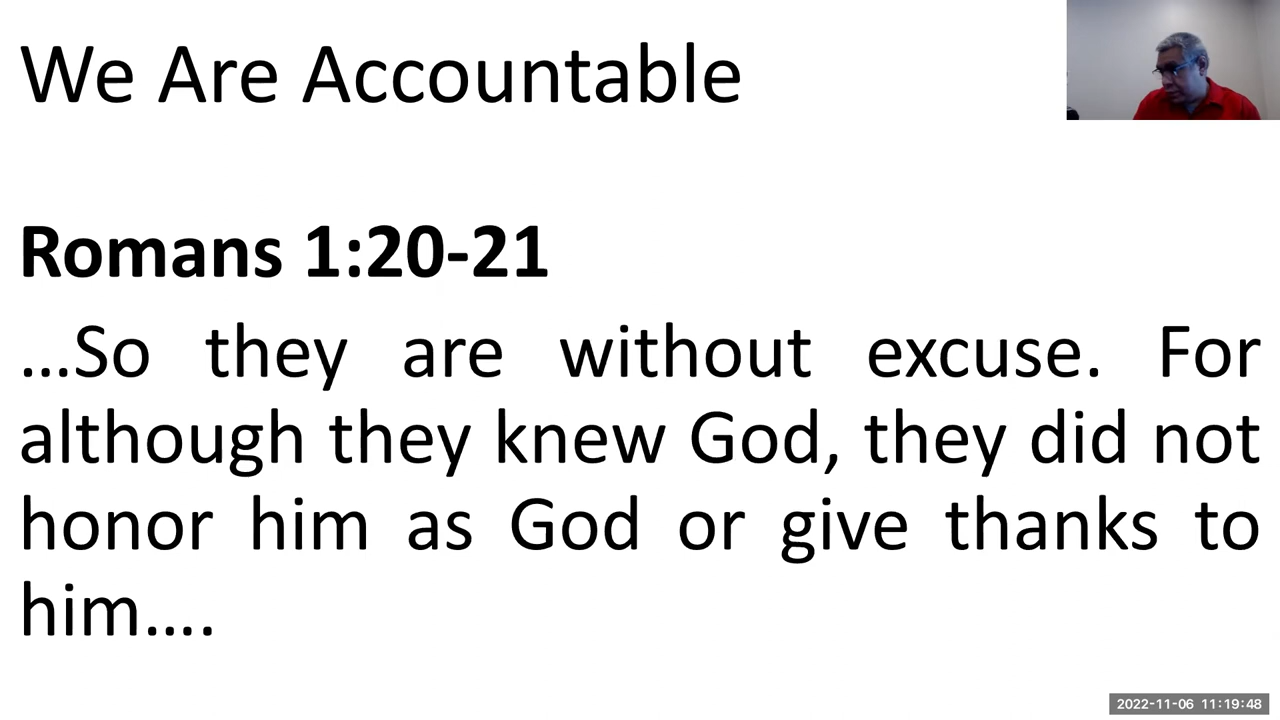 We Are Accountable
Romans 1:20-21
...So they are without excuse. For
although they knew God, they did not
honor him as God or give thanks to
him....
2022-11-06 11:19:48